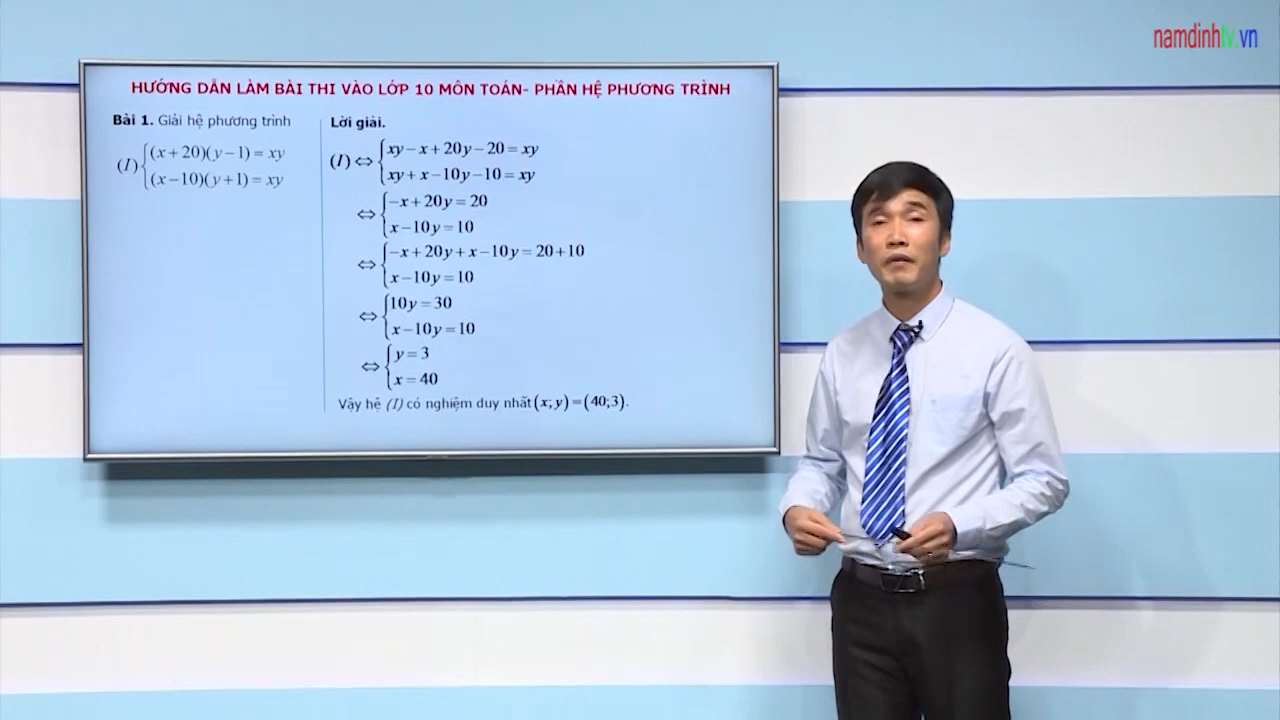 namdinhtv.vn
HƯỚNG DẪN LÀM BÀI THI VÀO LỚP 10 MÔN TOÁN- PHẦN HỆ PHƯƠNG TRÌNH
Bài 1. Giải hệ phương trình
(I) {(x+20)(y−1) = xy
(x−10)(y+1) = xy
Lời giải.
(I) ⇔ {xy−x+20y−20 = xy
xy+x−10y−10 = xy
⇔ {−x+20y = 20
x−10y = 10
⇔ {−x+20y+x−10y = 20+10
x−10y = 10
⇔ {10y = 30
x−10y = 10
⇔ {y = 3
x = 40
Vậy hệ (I) có nghiệm duy nhất (x; y) = (40;3).